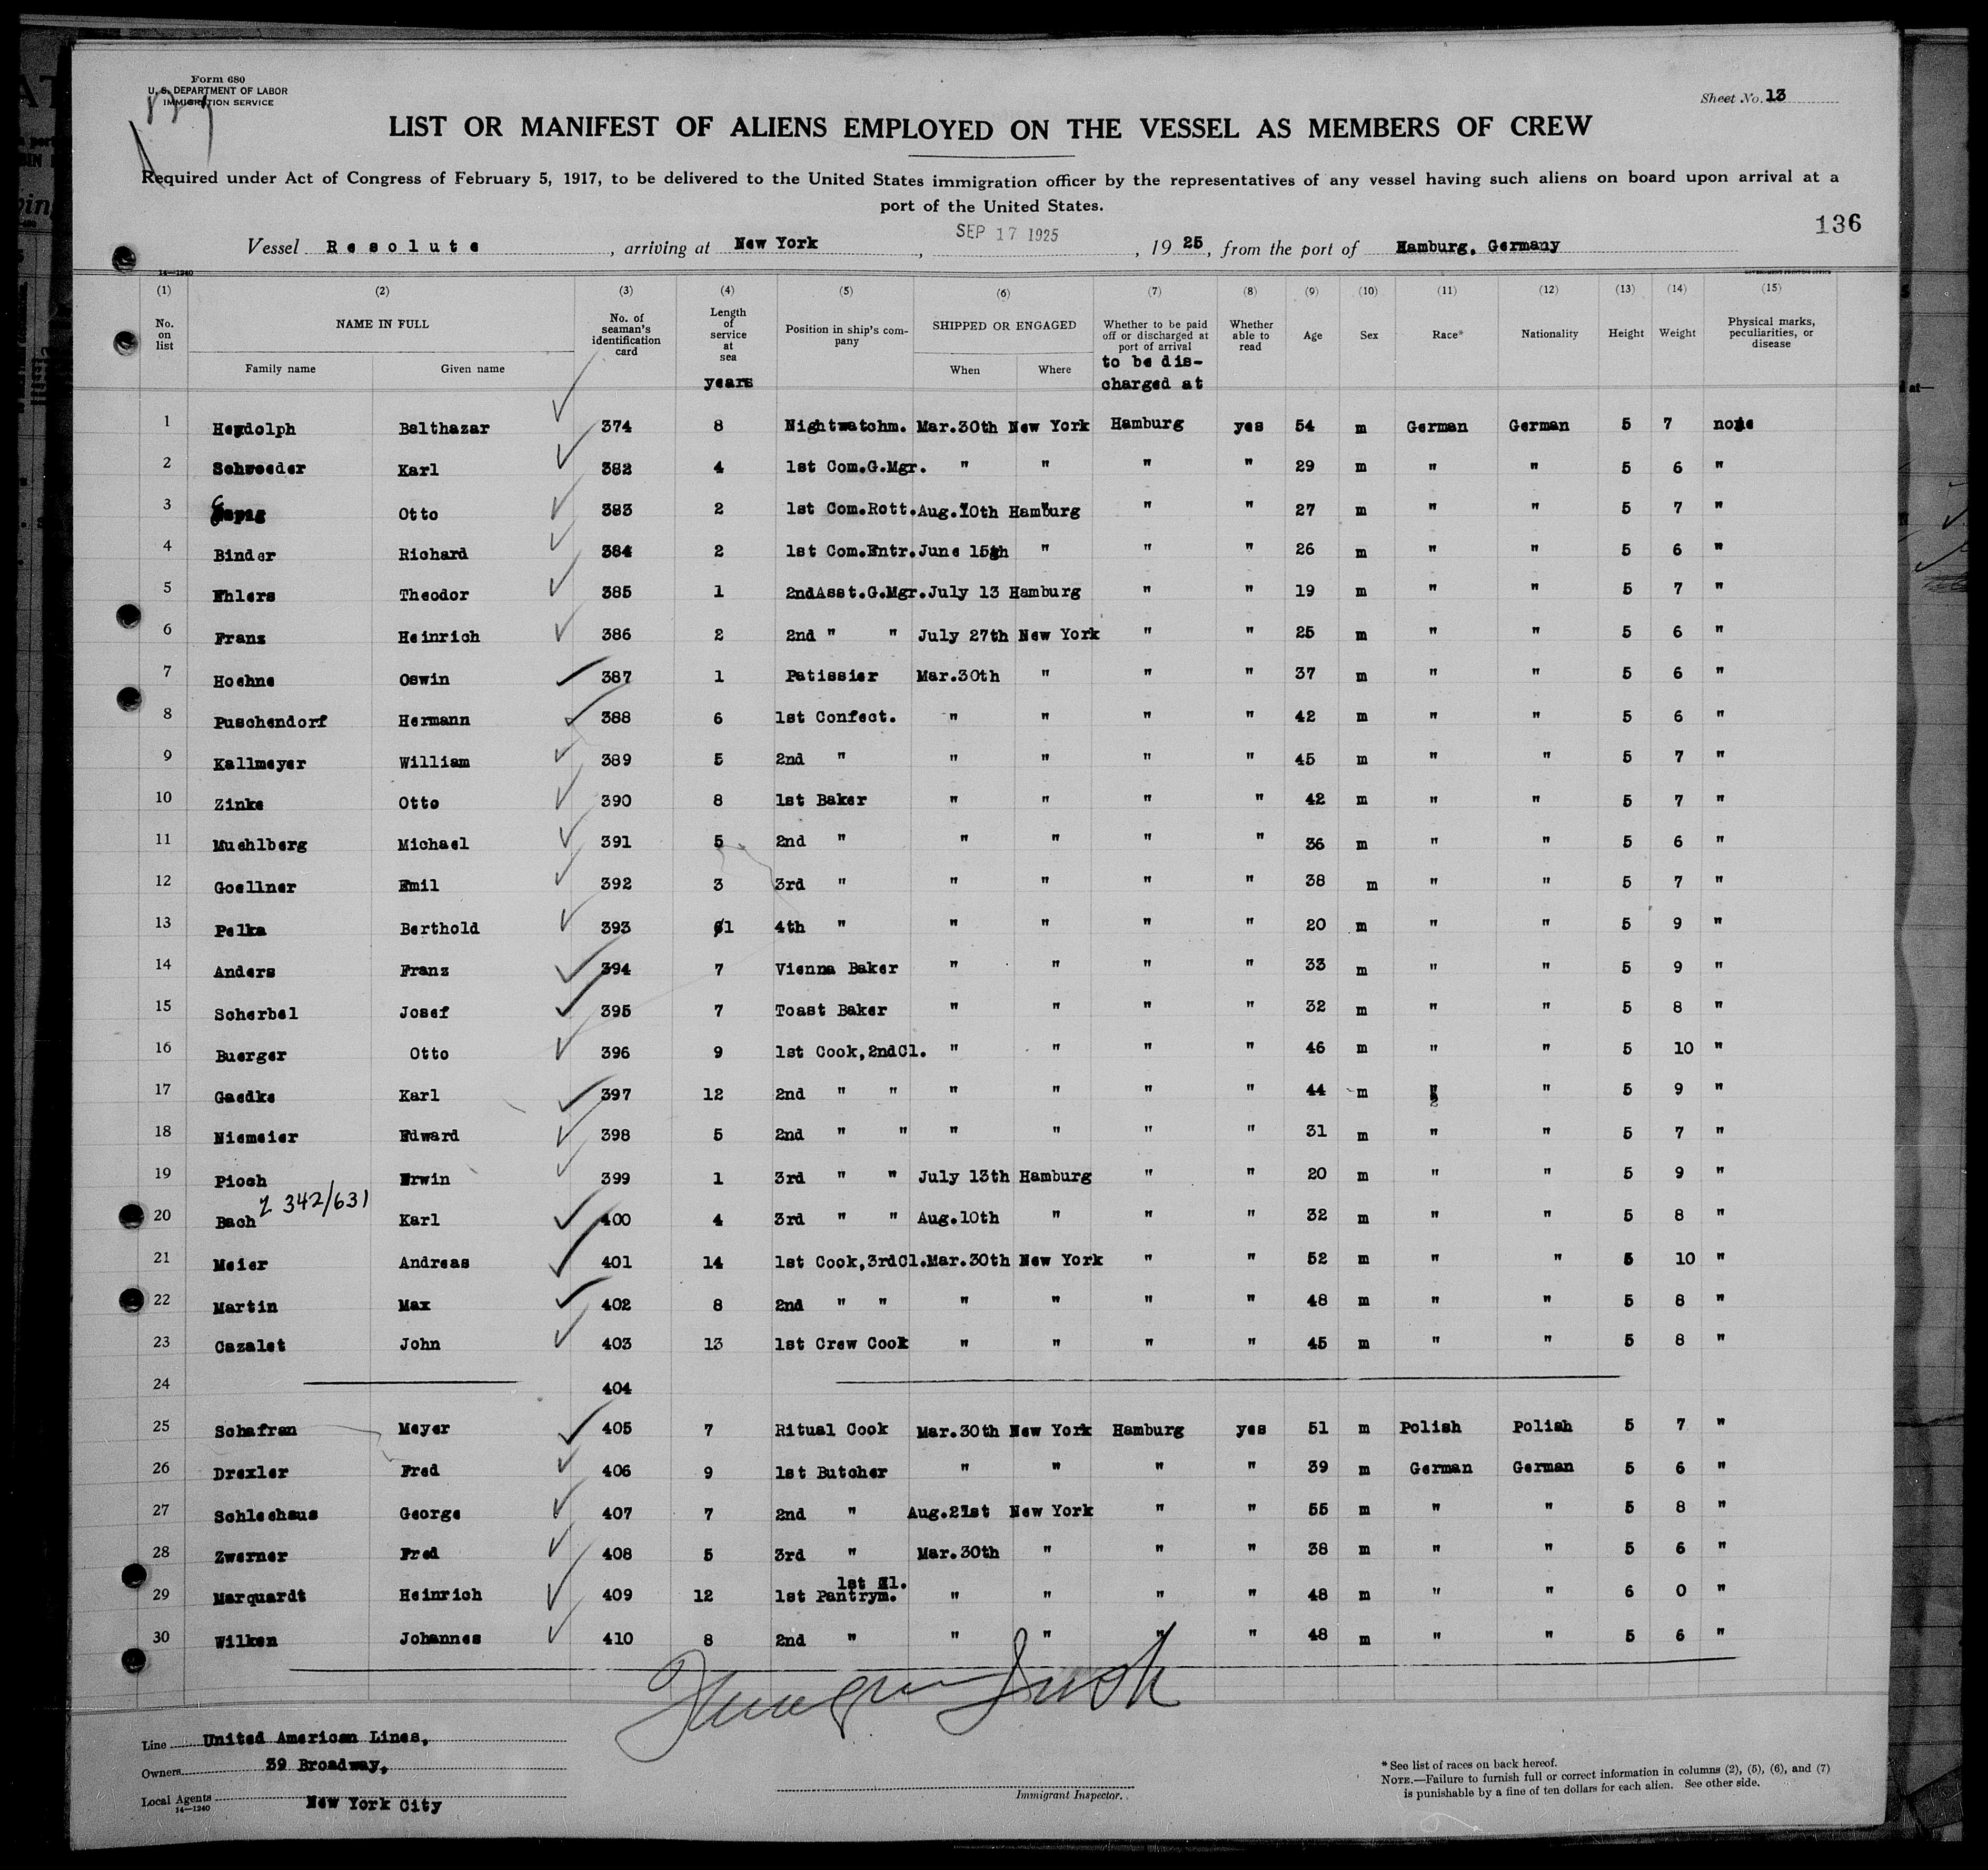 Form 680
U. S. DEPARTMENT OF LABOR
IMMIGRATION SERVICE
Sheet No. 13
LIST OR MANIFEST OF ALIENS EMPLOYED ON THE VESSEL AS MEMBERS OF CREW
Required under Act of Congress of February 5, 1917, to be delivered to the United States immigration officer by the representatives of any vessel having such aliens on board upon arrival at a
port of the United States.
136
Vessel Resolute, arriving at New York, SEP 17 1925, 1925, from the port of Hamburg, Germany
14—1240
(1) (2) (3) (4) (5) (6) (7) (8) (9) (10) (11) (12) (13) (14) (15)
No. on list NAME IN FULL Family name Given name No. of seaman's identification card Length of service at sea years Position in ship's company SHIPPED OR ENGAGED When Where Whether to be paid off or discharged at port of arrival to be discharged at Whether able to read Age Sex Race* Nationality Height Weight Physical marks, peculiarities, or disease
1 Heydolph Balthazar 374 8 Nightwatchm. Mar.30th New York Hamburg yes 54 m German German 5 7 none
2 Schroeder Karl 382 4 1st Com.G.Mgr. " " " " 29 m " " 5 6 "
3 Otto 383 2 1st Com.Rott. Aug.10th Hamburg " " 27 m " " 5 7 "
4 Binder Richard 384 2 1st Com.Entr. June 15th " " " 26 m " " 5 6 "
5 Ehlers Theodor 385 1 2ndAsst.G.Mgr. July 13 Hamburg " " 19 m " " 5 7 "
6 Franz Heinrich 386 2 2nd " " July 27th New York " " 25 m " " 5 6 "
7 Hoehne Oswin 387 1 Patissier Mar.30th " " " 37 m " " 5 6 "
8 Puschendorf Hermann 388 6 1st Confect. " " " " 42 m " " 5 6 "
9 Kallmeyer William 389 5 2nd " " " " " 45 m " " 5 7 "
10 Zinke Otto 390 8 1st Baker " " " " 42 m " " 5 7 "
11 Muehlberg Michael 391 5 2nd " " " " " 36 m " " 5 6 "
12 Goellner Emil 392 3 3rd " " " " " 38 m " " 5 7 "
13 Pelka Berthold 393 1 4th " " " " " 20 m " " 5 9 "
14 Anders Franz 394 7 Vienna Baker " " " " 33 m " " 5 9 "
15 Scherbel Josef 395 7 Toast Baker " " " " 32 m " " 5 8 "
16 Buerger Otto 396 9 1st Cook,2ndCl. " " " " 46 m " " 5 10 "
17 Gaedke Karl 397 12 2nd " " " " " " 44 m " " 5 9 "
18 Niemeier Edward 398 5 2nd " " " " " " 31 m " " 5 7 "
19 Pioch Erwin 399 1 3rd " " July 13th Hamburg " " 20 m " " 5 9 "
342/631
20 Bach Karl 400 4 3rd " " Aug.10th " " " 32 m " " 5 8 "
21 Meier Andreas 401 14 1st Cook,3rdCl. Mar.30th New York " " 52 m " " 5 10 "
22 Martin Max 402 8 2nd " " " " " " 48 m " " 5 8 "
23 Cazalet John 403 13 1st Crew Cook " " " " 45 m " " 5 8 "
24 404
25 Schafran Meyer 405 7 Ritual Cook Mar.30th New York Hamburg yes 51 m Polish Polish 5 7 "
26 Drexler Fred 406 9 1st Butcher " " " " 39 m German German 5 6 "
27 Schleehaus George 407 7 2nd " Aug.21st New York " " 55 m " " 5 8 "
28 Zwerner Fred 408 5 3rd " Mar.30th " " " 38 m " " 5 6 "
29 Marquardt Heinrich 409 12 1st Pantrym. 1st Cl. " " " " 48 m " " 6 0 "
30 Wilken Johannes 410 8 2nd " " " " " 48 m " " 5 6 "
Line United American Lines,
Owners 39 Broadway,
Local Agents New York City
14—1240
Immigrant Inspector.
* See list of races on back hereof.
NOTE.—Failure to furnish full or correct information in columns (2), (5), (6), and (7)
is punishable by a fine of ten dollars for each alien. See other side.